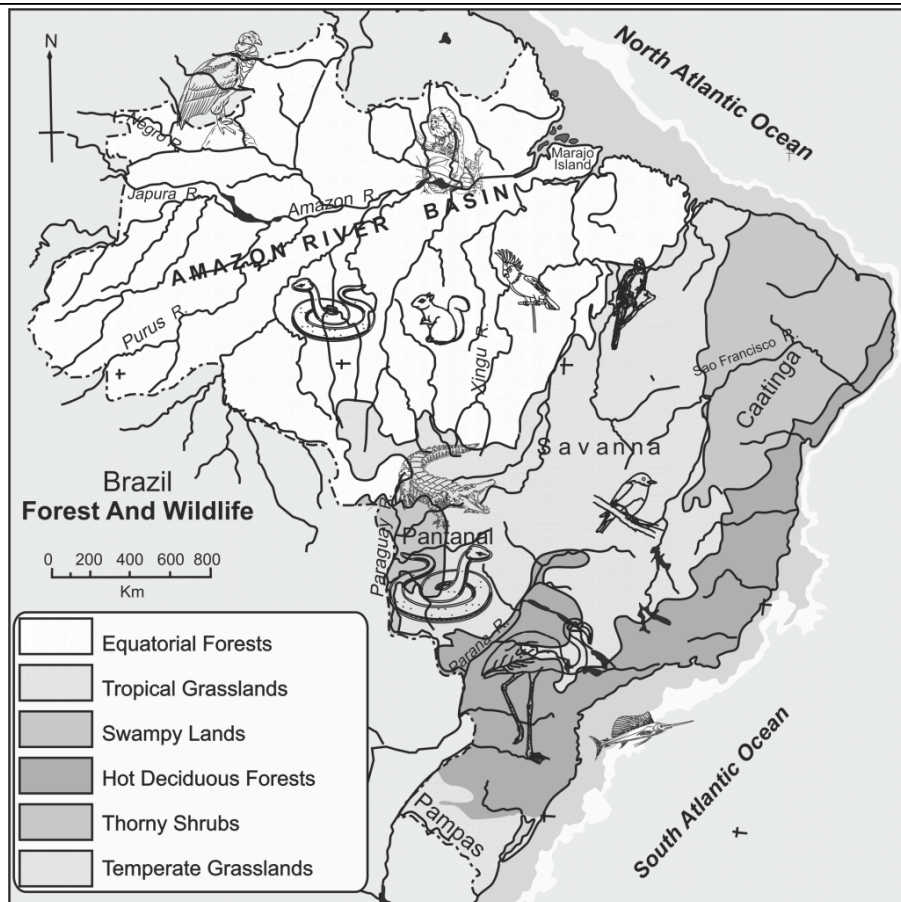 N
North Atlantic Ocean
Negro R.
Marajo
Island
Japura R.
Amazon R.
AMAZON RIVER BASIN
Purus R.
Xingu R.
Sao Francisco R.
Caatinga
Savanna
Brazil
Forest And Wildlife
0 200 400 600 800
Km
Paraguay
Pantanal
Parana R.
Pampas
South Atlantic Ocean
Equatorial Forests
Tropical Grasslands
Swampy Lands
Hot Deciduous Forests
Thorny Shrubs
Temperate Grasslands